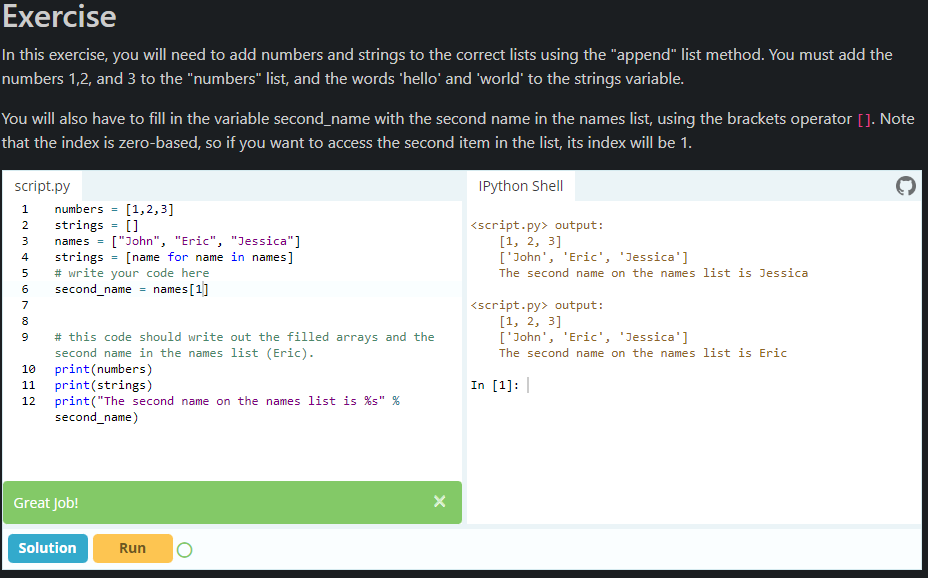 Exercise
In this exercise, you will need to add numbers and strings to the correct lists using the "append" list method. You must add the
numbers 1,2, and 3 to the "numbers" list, and the words 'hello' and 'world' to the strings variable.
You will also have to fill in the variable second_name with the second name in the names list, using the brackets operator []. Note
that the index is zero-based, so if you want to access the second item in the list, its index will be 1.
script.py
1 numbers = [1,2,3]
2 strings = []
3 names = ["John", "Eric", "Jessica"]
4 strings = [name for name in names]
5 # write your code here
6 second_name = names[1]
7
8
9 # this code should write out the filled arrays and the
second name in the names list (Eric).
10 print(numbers)
11 print(strings)
12 print("The second name on the names list is %s" %
second_name)
Great Job!
×
Solution
Run
IPython Shell
<script.py> output:
[1, 2, 3]
['John', 'Eric', 'Jessica']
The second name on the names list is Jessica
<script.py> output:
[1, 2, 3]
['John', 'Eric', 'Jessica']
The second name on the names list is Eric
In [1]: